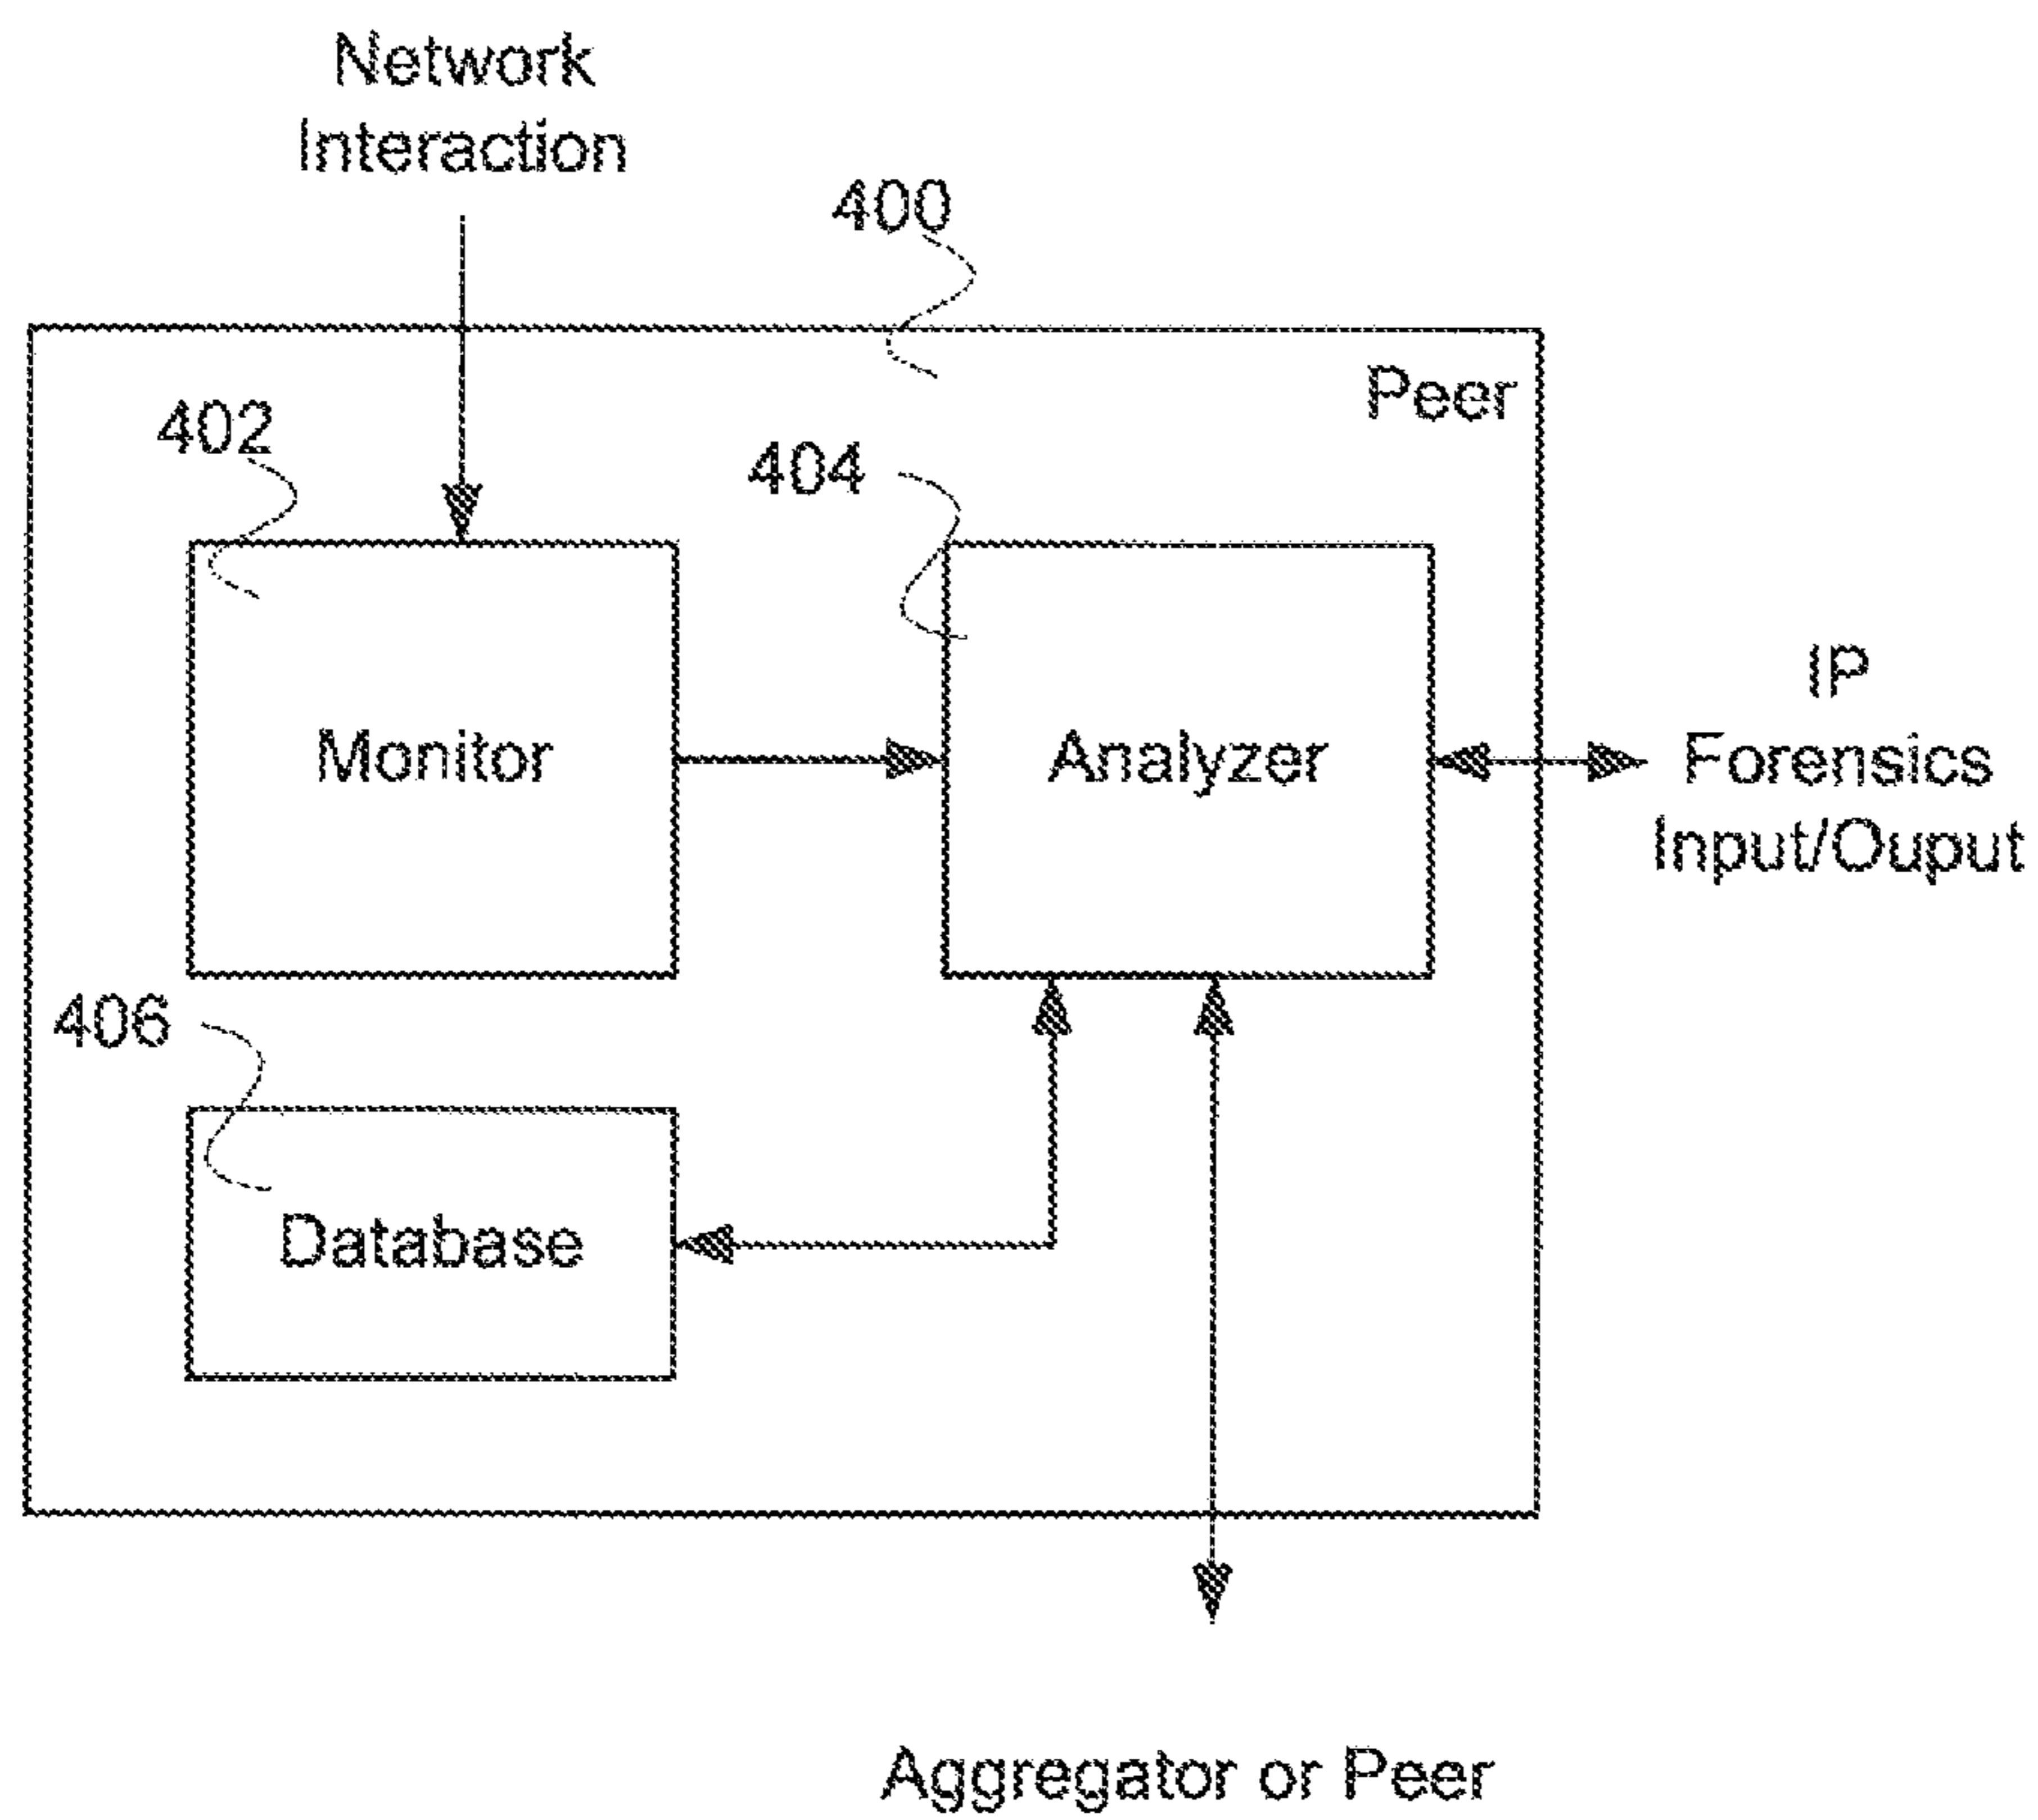 Network
Interaction
400
Peer
402
404
Monitor
Analyzer
IP
Forensics
Input/Ouput
406
Database
Aggregator or Peer